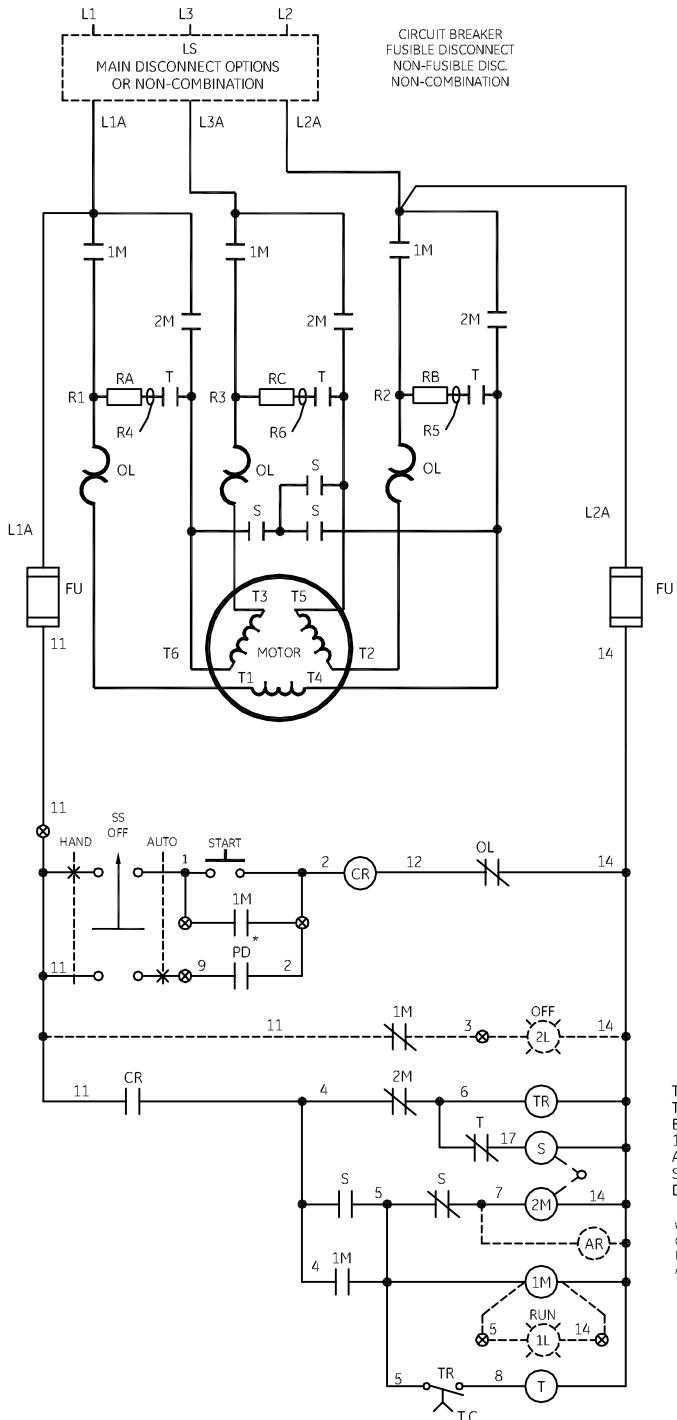 L1 L3 L2
LS
MAIN DISCONNECT OPTIONS
OR NON-COMBINATION
CIRCUIT BREAKER
FUSIBLE DISCONNECT
NON-FUSIBLE DISC.
NON-COMBINATION
L1A L3A L2A
1M 1M 1M
2M 2M 2M
RA T RC T RB T
R1 R3 R2
R4 R6 R5
OL OL OL
S
S S
L1A L2A
FU FU
T3 T5
11 T6 MOTOR T2 14
T1 T4
11
SS
OFF
HAND AUTO START
1 2 CR 12 OL 14
1M
*
PD
11 9 2
11 1M 3 OFF 14
2L
11 CR 4 2M 6 TR
T 17 S
S 5 S 7 2M 14
AR
4 1M 1M
RUN
5 1L 14
5 TR 8 T
T.C.